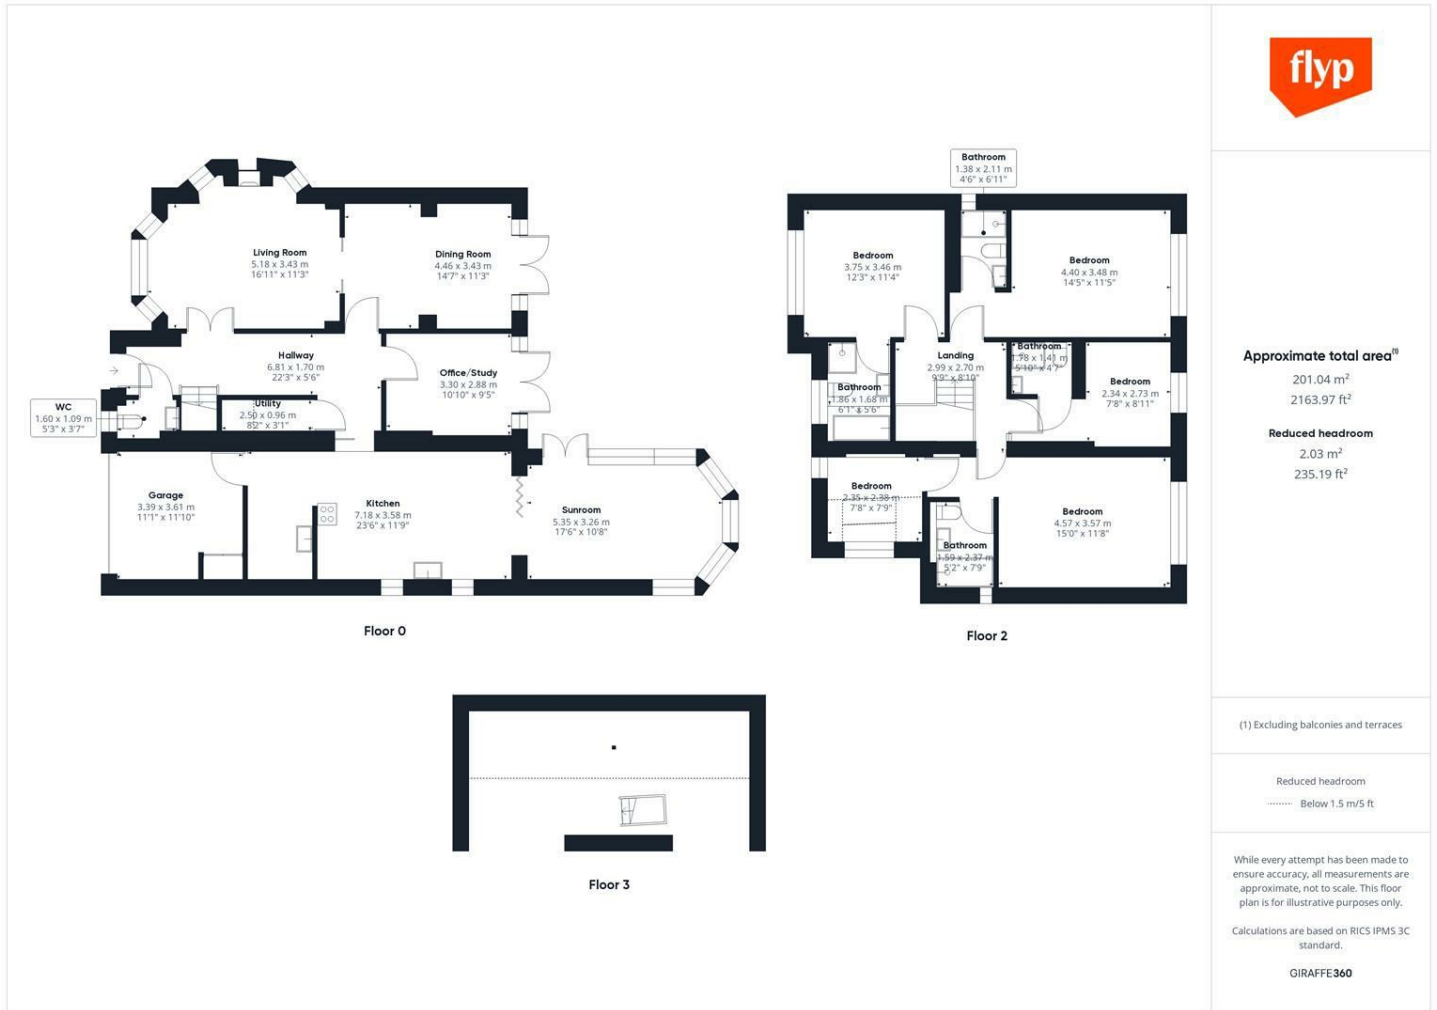 flyp
Bathroom
1.38 x 2.11 m
4'6" x 6'11"
Living Room
5.18 x 3.43 m
16'11" x 11'3"
Dining Room
4.46 x 3.43 m
14'7" x 11'3"
Hallway
6.81 x 1.70 m
22'3" x 5'6"
Office/Study
3.30 x 2.88 m
10'10" x 9'5"
WC
1.60 x 1.09 m
5'3" x 3'7"
Utility
2.50 x 0.96 m
8'2" x 3'1"
Garage
3.39 x 3.61 m
11'1" x 11'10"
Kitchen
7.18 x 3.58 m
23'6" x 11'9"
Sunroom
5.35 x 3.26 m
17'6" x 10'8"
Floor 0
Bedroom
3.75 x 3.46 m
12'3" x 11'4"
Bedroom
4.40 x 3.48 m
14'5" x 11'5"
Landing
2.99 x 2.70 m
9'9" x 8'10"
Bathroom
1.78 x 1.41 m
5'10" x 4'7"
Bathroom
1.86 x 1.68 m
6'1" x 5'6"
Bedroom
2.34 x 2.73 m
7'8" x 8'11"
Bedroom
2.35 x 2.38 m
7'8" x 7'9"
Bedroom
4.57 x 3.57 m
15'0" x 11'8"
Bathroom
1.59 x 2.37 m
5'2" x 7'9"
Floor 2
Floor 3
Approximate total area(1)
201.04 m²
2163.97 ft²
Reduced headroom
2.03 m²
235.19 ft²
(1) Excluding balconies and terraces
Reduced headroom
Below 1.5 m/5 ft
While every attempt has been made to
ensure accuracy, all measurements are
approximate, not to scale. This floor
plan is for illustrative purposes only.
Calculations are based on RICS IPMS 3C
standard.
GIRAFFE360